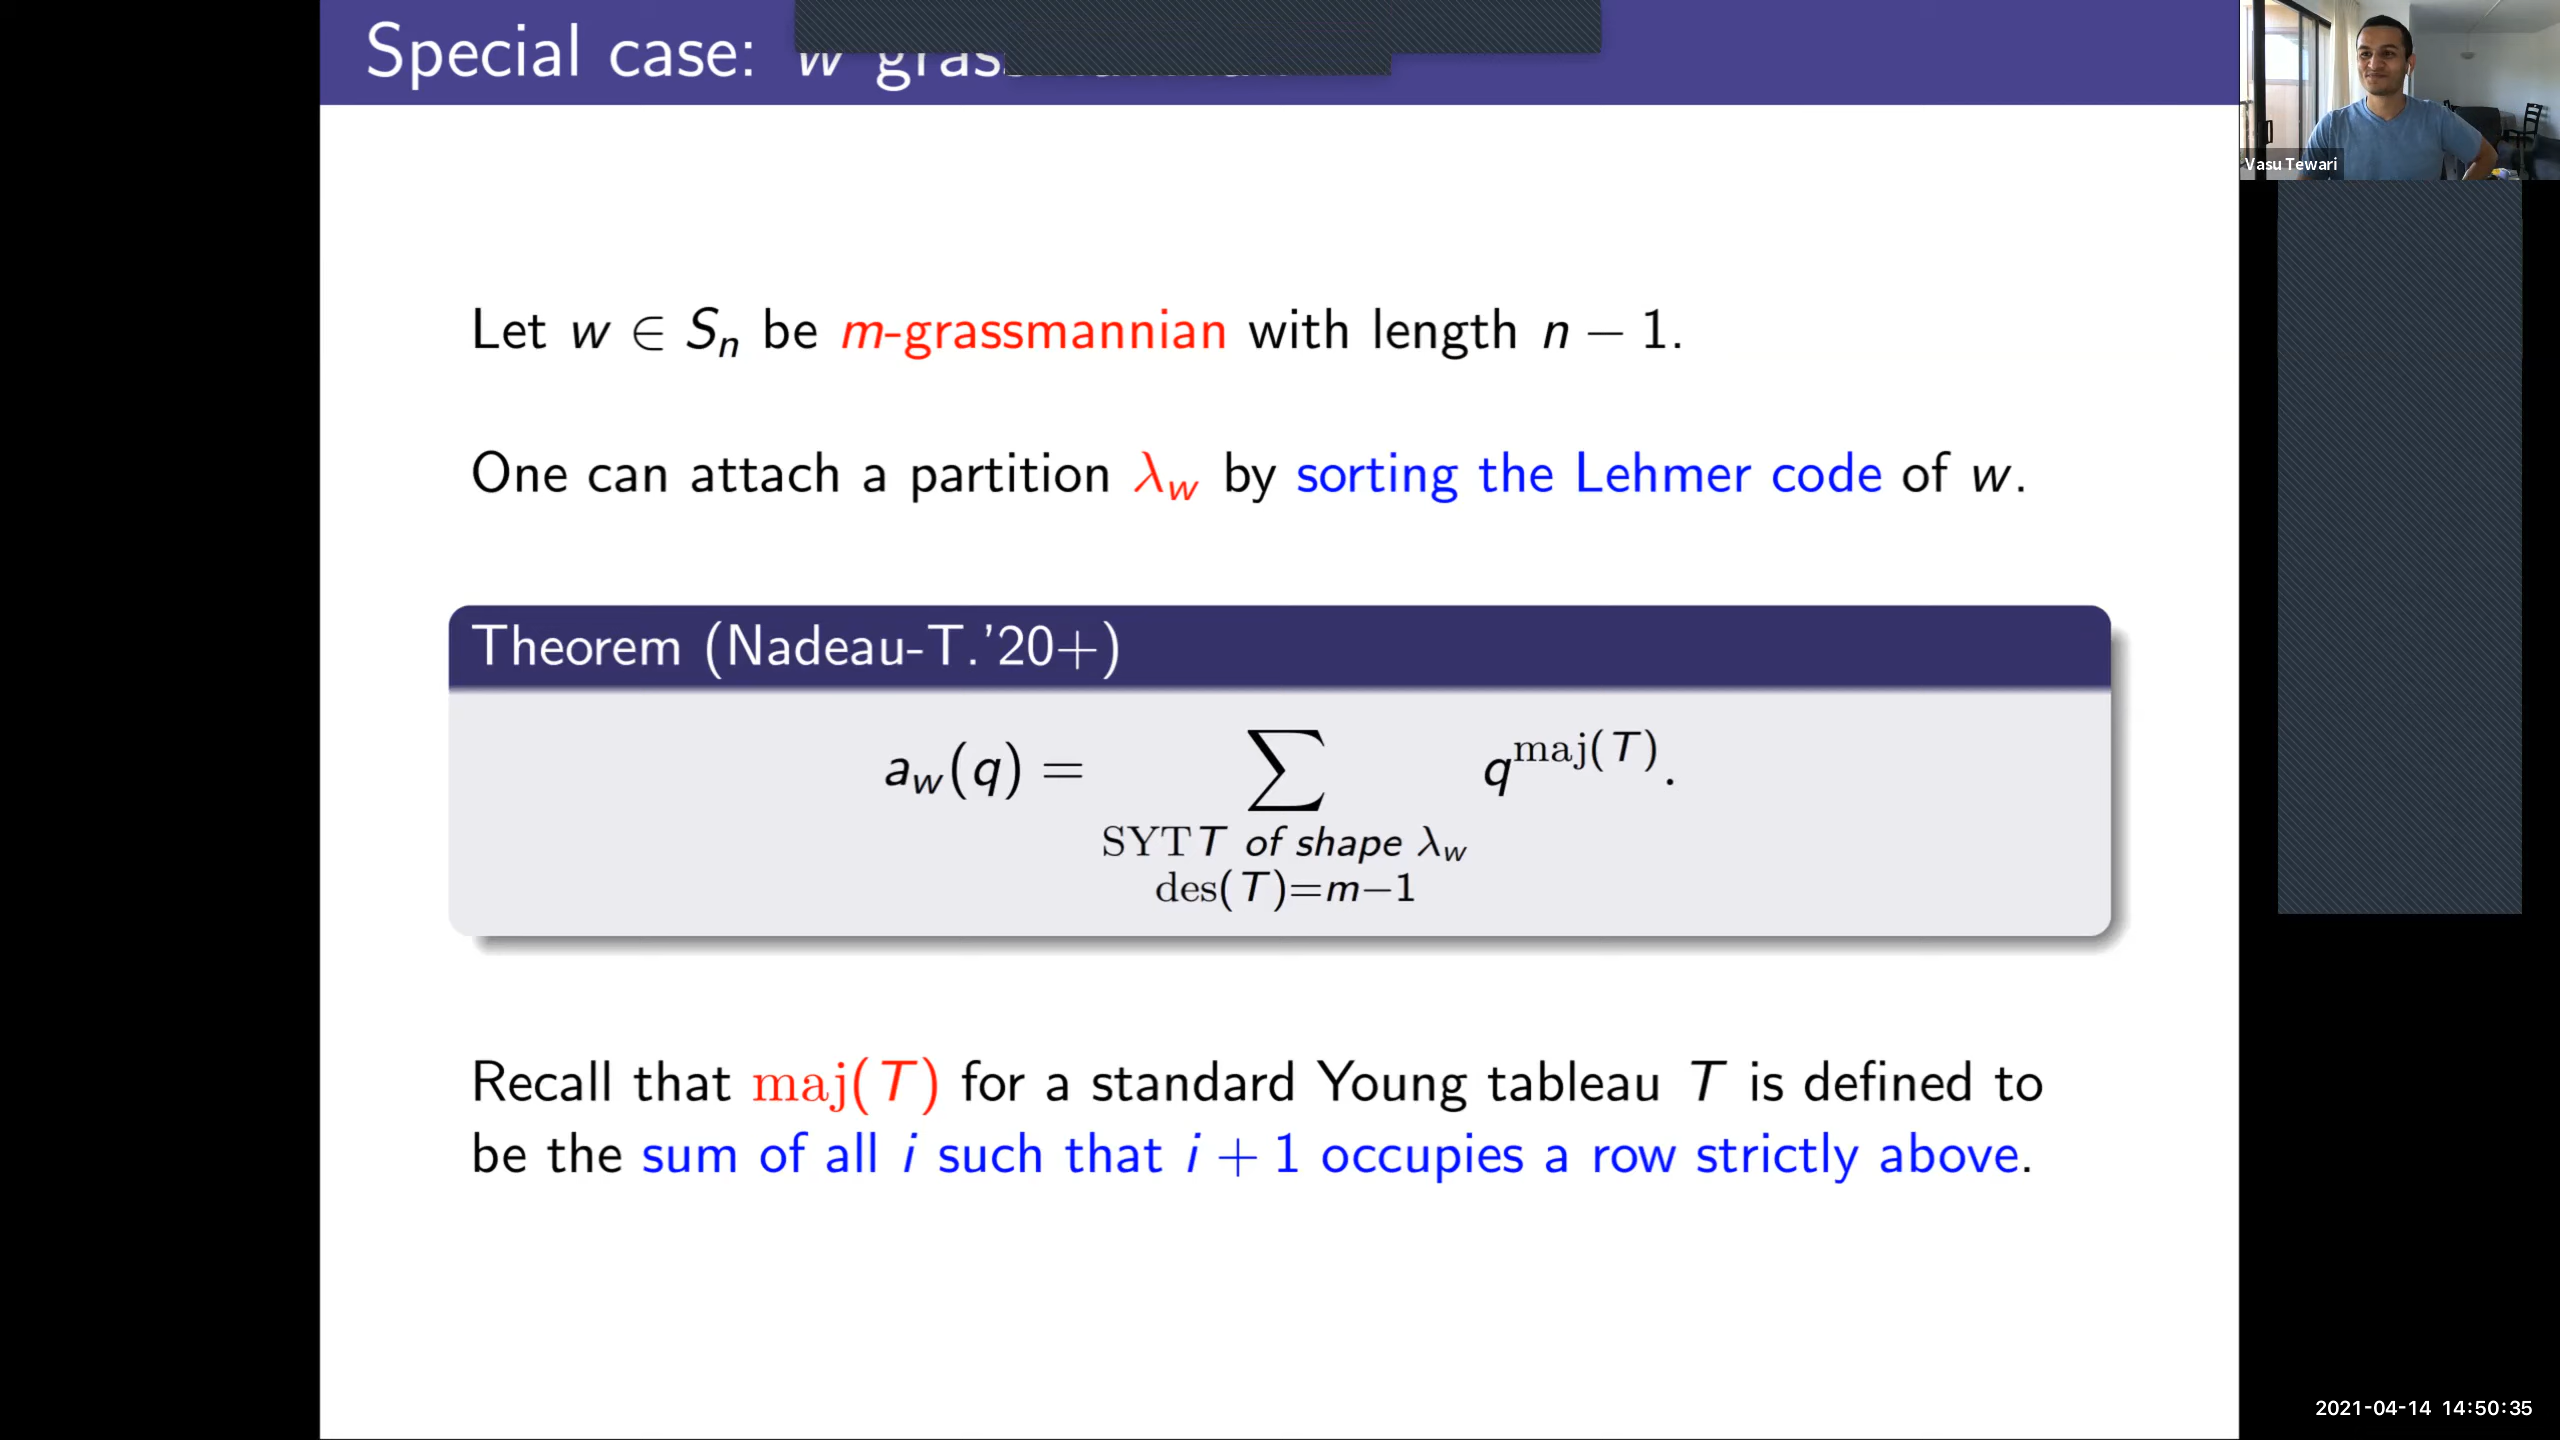 Special case: w
Vasu Tewari
Let w ∈ Sₙ be m-grassmannian with length n − 1.
One can attach a partition λ_w by sorting the Lehmer code of w.
Theorem (Nadeau-T.'20+)
a_w(q) = ∑ q^{maj(T)}.
SYT T of shape λ_w
des(T)=m−1
Recall that maj(T) for a standard Young tableau T is defined to
be the sum of all i such that i + 1 occupies a row strictly above.
2021-04-14 14:50:35